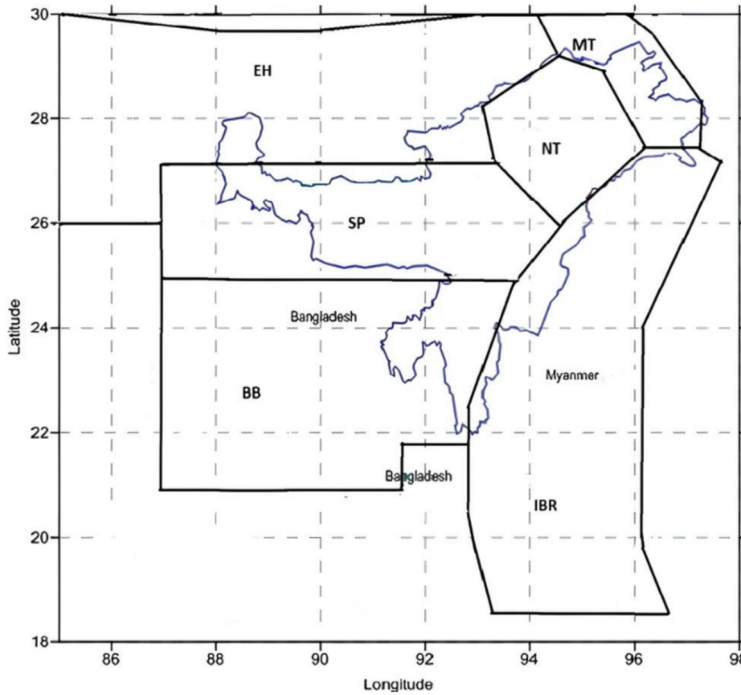 30
MT
EH
28
NT
26
SP
24
Bangladesh
Myanmer
BB
22
Bangladesh
IBR
20
18
86
88
90
92
94
96
98
Latitude
Longitude